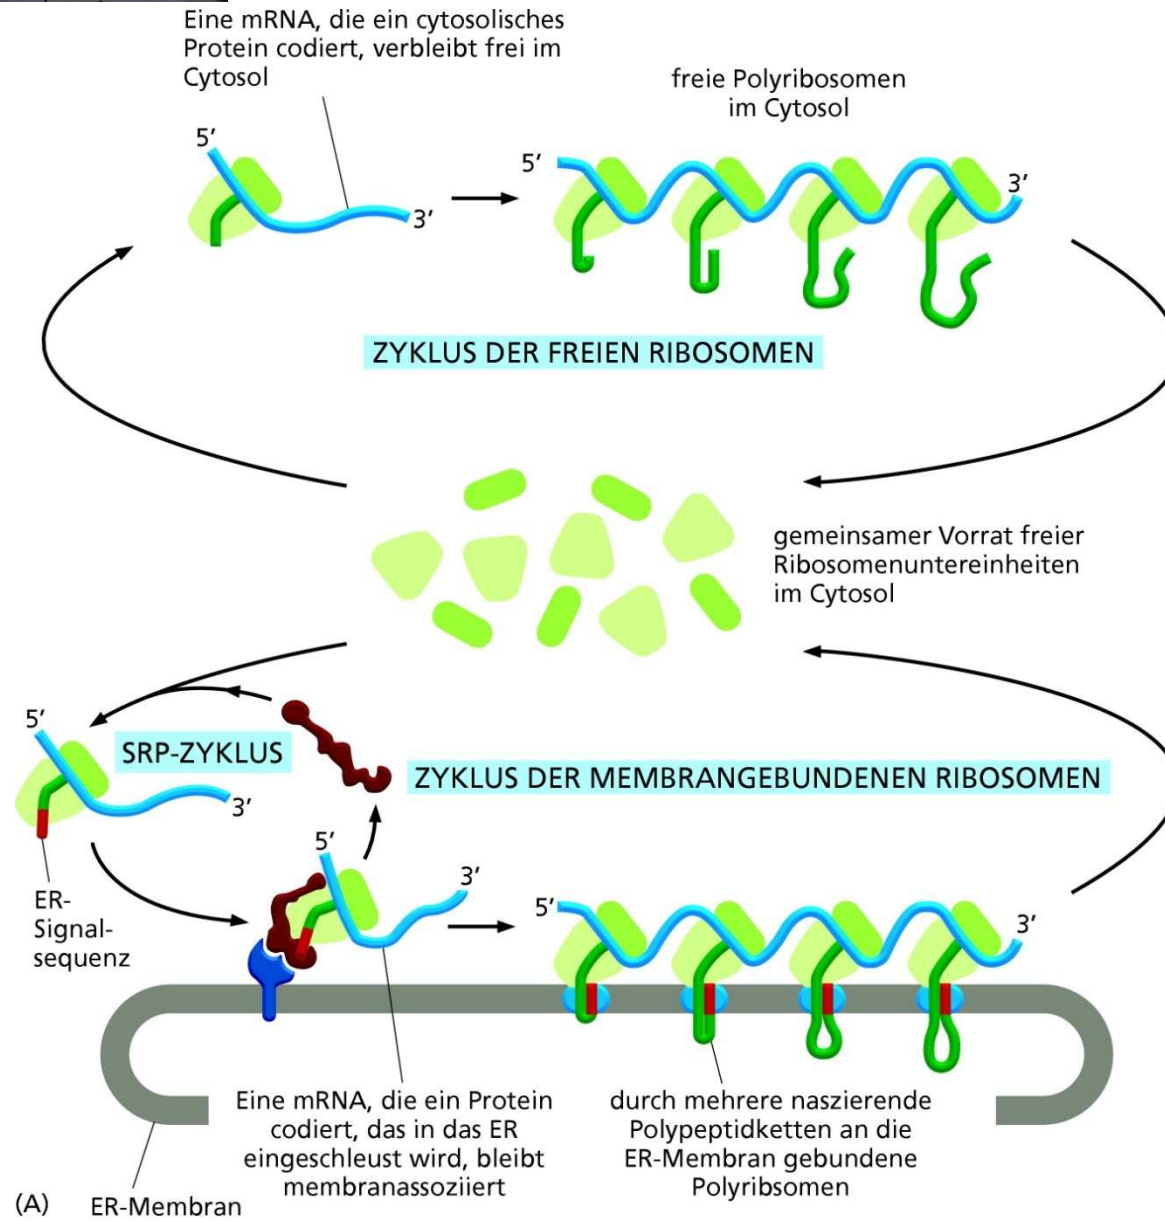 Eine mRNA, die ein cytosolisches
Protein codiert, verbleibt frei im
Cytosol
freie Polyribosomen
im Cytosol
5’
3’
5’
3’
ZYKLUS DER FREIEN RIBOSOMEN
gemeinsamer Vorrat freier
Ribosomenuntereinheiten
im Cytosol
5’
SRP-ZYKLUS
3’
ZYKLUS DER MEMBRANGEBUNDENEN RIBOSOMEN
ER-
Signal-
sequenz
5’
3’
5’
3’
Eine mRNA, die ein Protein
codiert, das in das ER
eingeschleust wird, bleibt
membranassoziiert
durch mehrere naszierende
Polypeptidketten an die
ER-Membran gebundene
Polyribsomen
(A)
ER-Membran